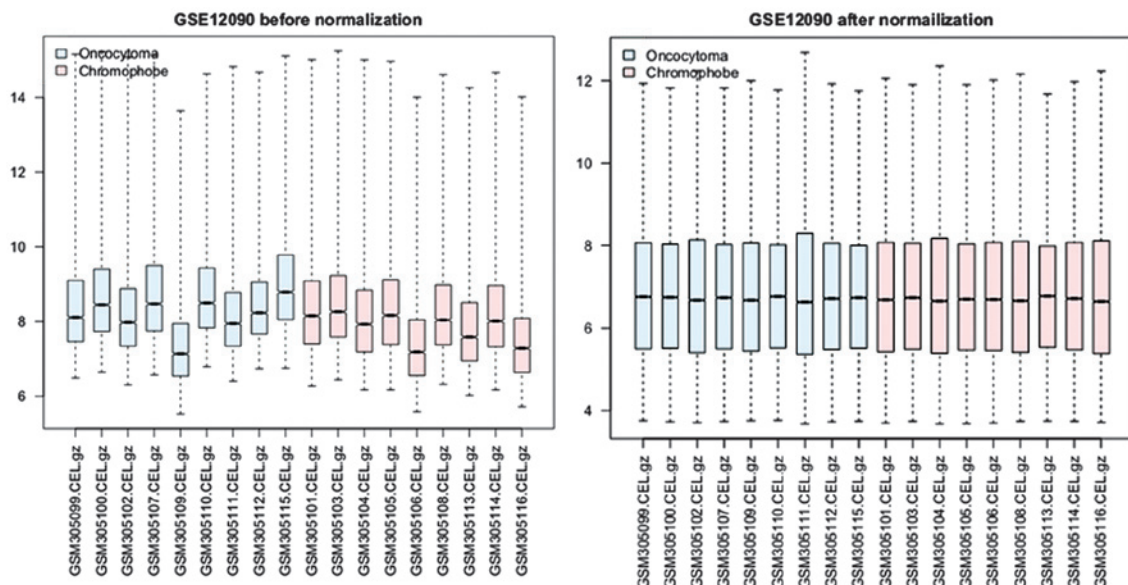 GSE12090 before normalization
Oncocytoma
Chromophobe
14
12
10
8
6
GSM305099.CEL.gz
GSM305100.CEL.gz
GSM305102.CEL.gz
GSM305107.CEL.gz
GSM305109.CEL.gz
GSM305110.CEL.gz
GSM305111.CEL.gz
GSM305112.CEL.gz
GSM305115.CEL.gz
GSM305101.CEL.gz
GSM305103.CEL.gz
GSM305104.CEL.gz
GSM305105.CEL.gz
GSM305106.CEL.gz
GSM305108.CEL.gz
GSM305113.CEL.gz
GSM305114.CEL.gz
GSM305116.CEL.gz
GSE12090 after normailization
Oncocytoma
Chromophobe
12
10
8
6
4
GSM305099.CEL.gz
GSM305100.CEL.gz
GSM305102.CEL.gz
GSM305107.CEL.gz
GSM305109.CEL.gz
GSM305110.CEL.gz
GSM305111.CEL.gz
GSM305112.CEL.gz
GSM305115.CEL.gz
GSM305101.CEL.gz
GSM305103.CEL.gz
GSM305104.CEL.gz
GSM305105.CEL.gz
GSM305106.CEL.gz
GSM305108.CEL.gz
GSM305113.CEL.gz
GSM305114.CEL.gz
GSM305116.CEL.gz